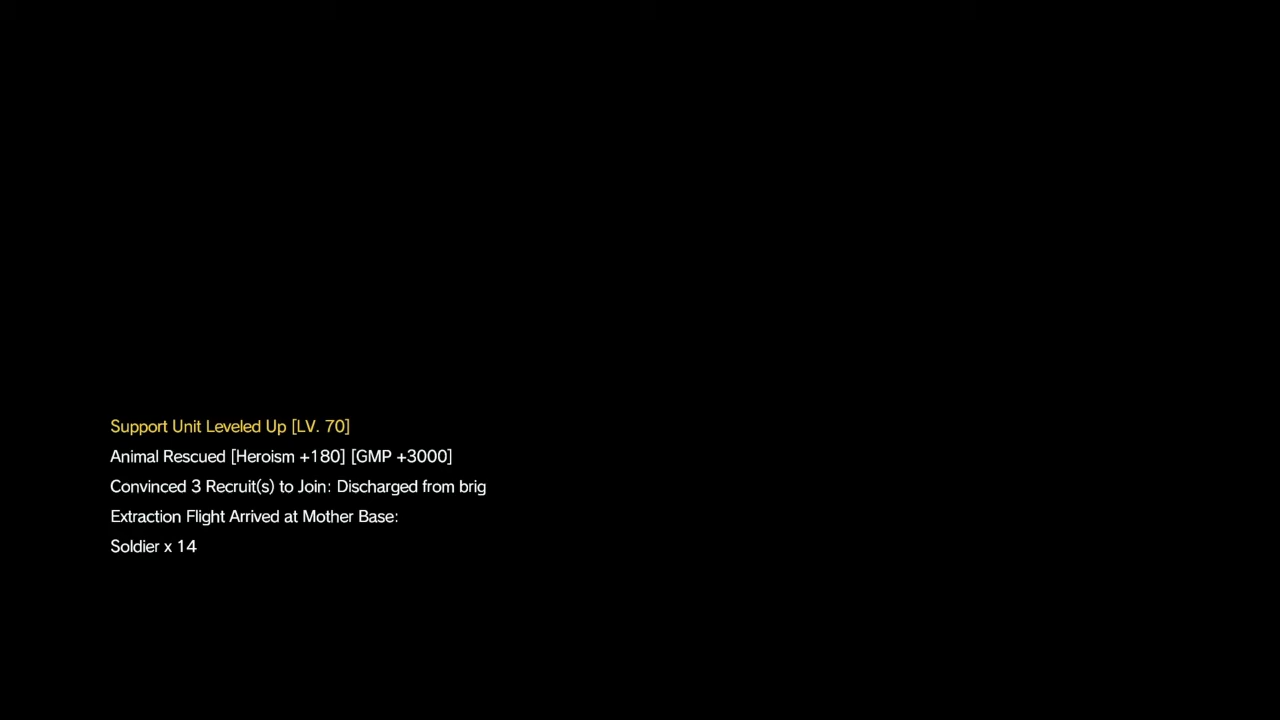 Support Unit Leveled Up [LV. 70]
Animal Rescued [Heroism +180] [GMP +3000]
Convinced 3 Recruit(s) to Join: Discharged from brig
Extraction Flight Arrived at Mother Base:
Soldier x 14